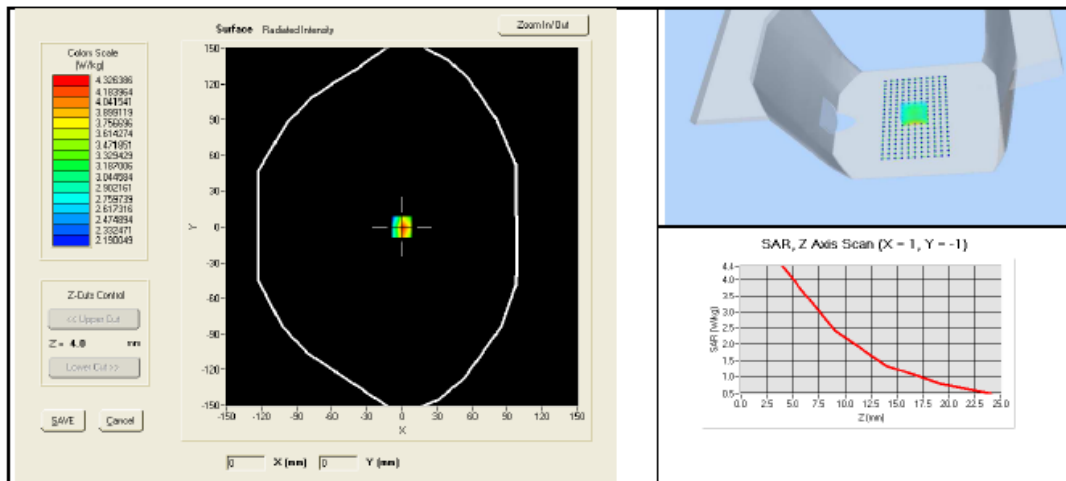 Surface Radiated Intensity
Zoom In/Out
Colors Scale
(W/kg)
4.326386
4.183964
4.041541
3.899119
3.756696
3.614274
3.471851
3.329429
3.187006
3.044584
2.902161
2.759739
2.617316
2.474894
2.332471
2.190049
150
120
90
60
30
0
-30
-60
-90
-120
-150
Y
-150 -120 -90 -60 -30 0 30 60 90 120 150
X
Z-Cuts Control
<< Upper Cut
Z = 4.0 mm
Lower Cut >>
SAVE Cancel
0 X (mm) 0 Y (mm)
SAR, Z Axis Scan (X = 1, Y = -1)
4.4
4.0
3.5
3.0
2.5
2.0
1.5
1.0
0.5
SAR (W/kg)
0.0 2.5 5.0 7.5 10.0 12.5 15.0 17.5 20.0 22.5 25.0
Z (mm)